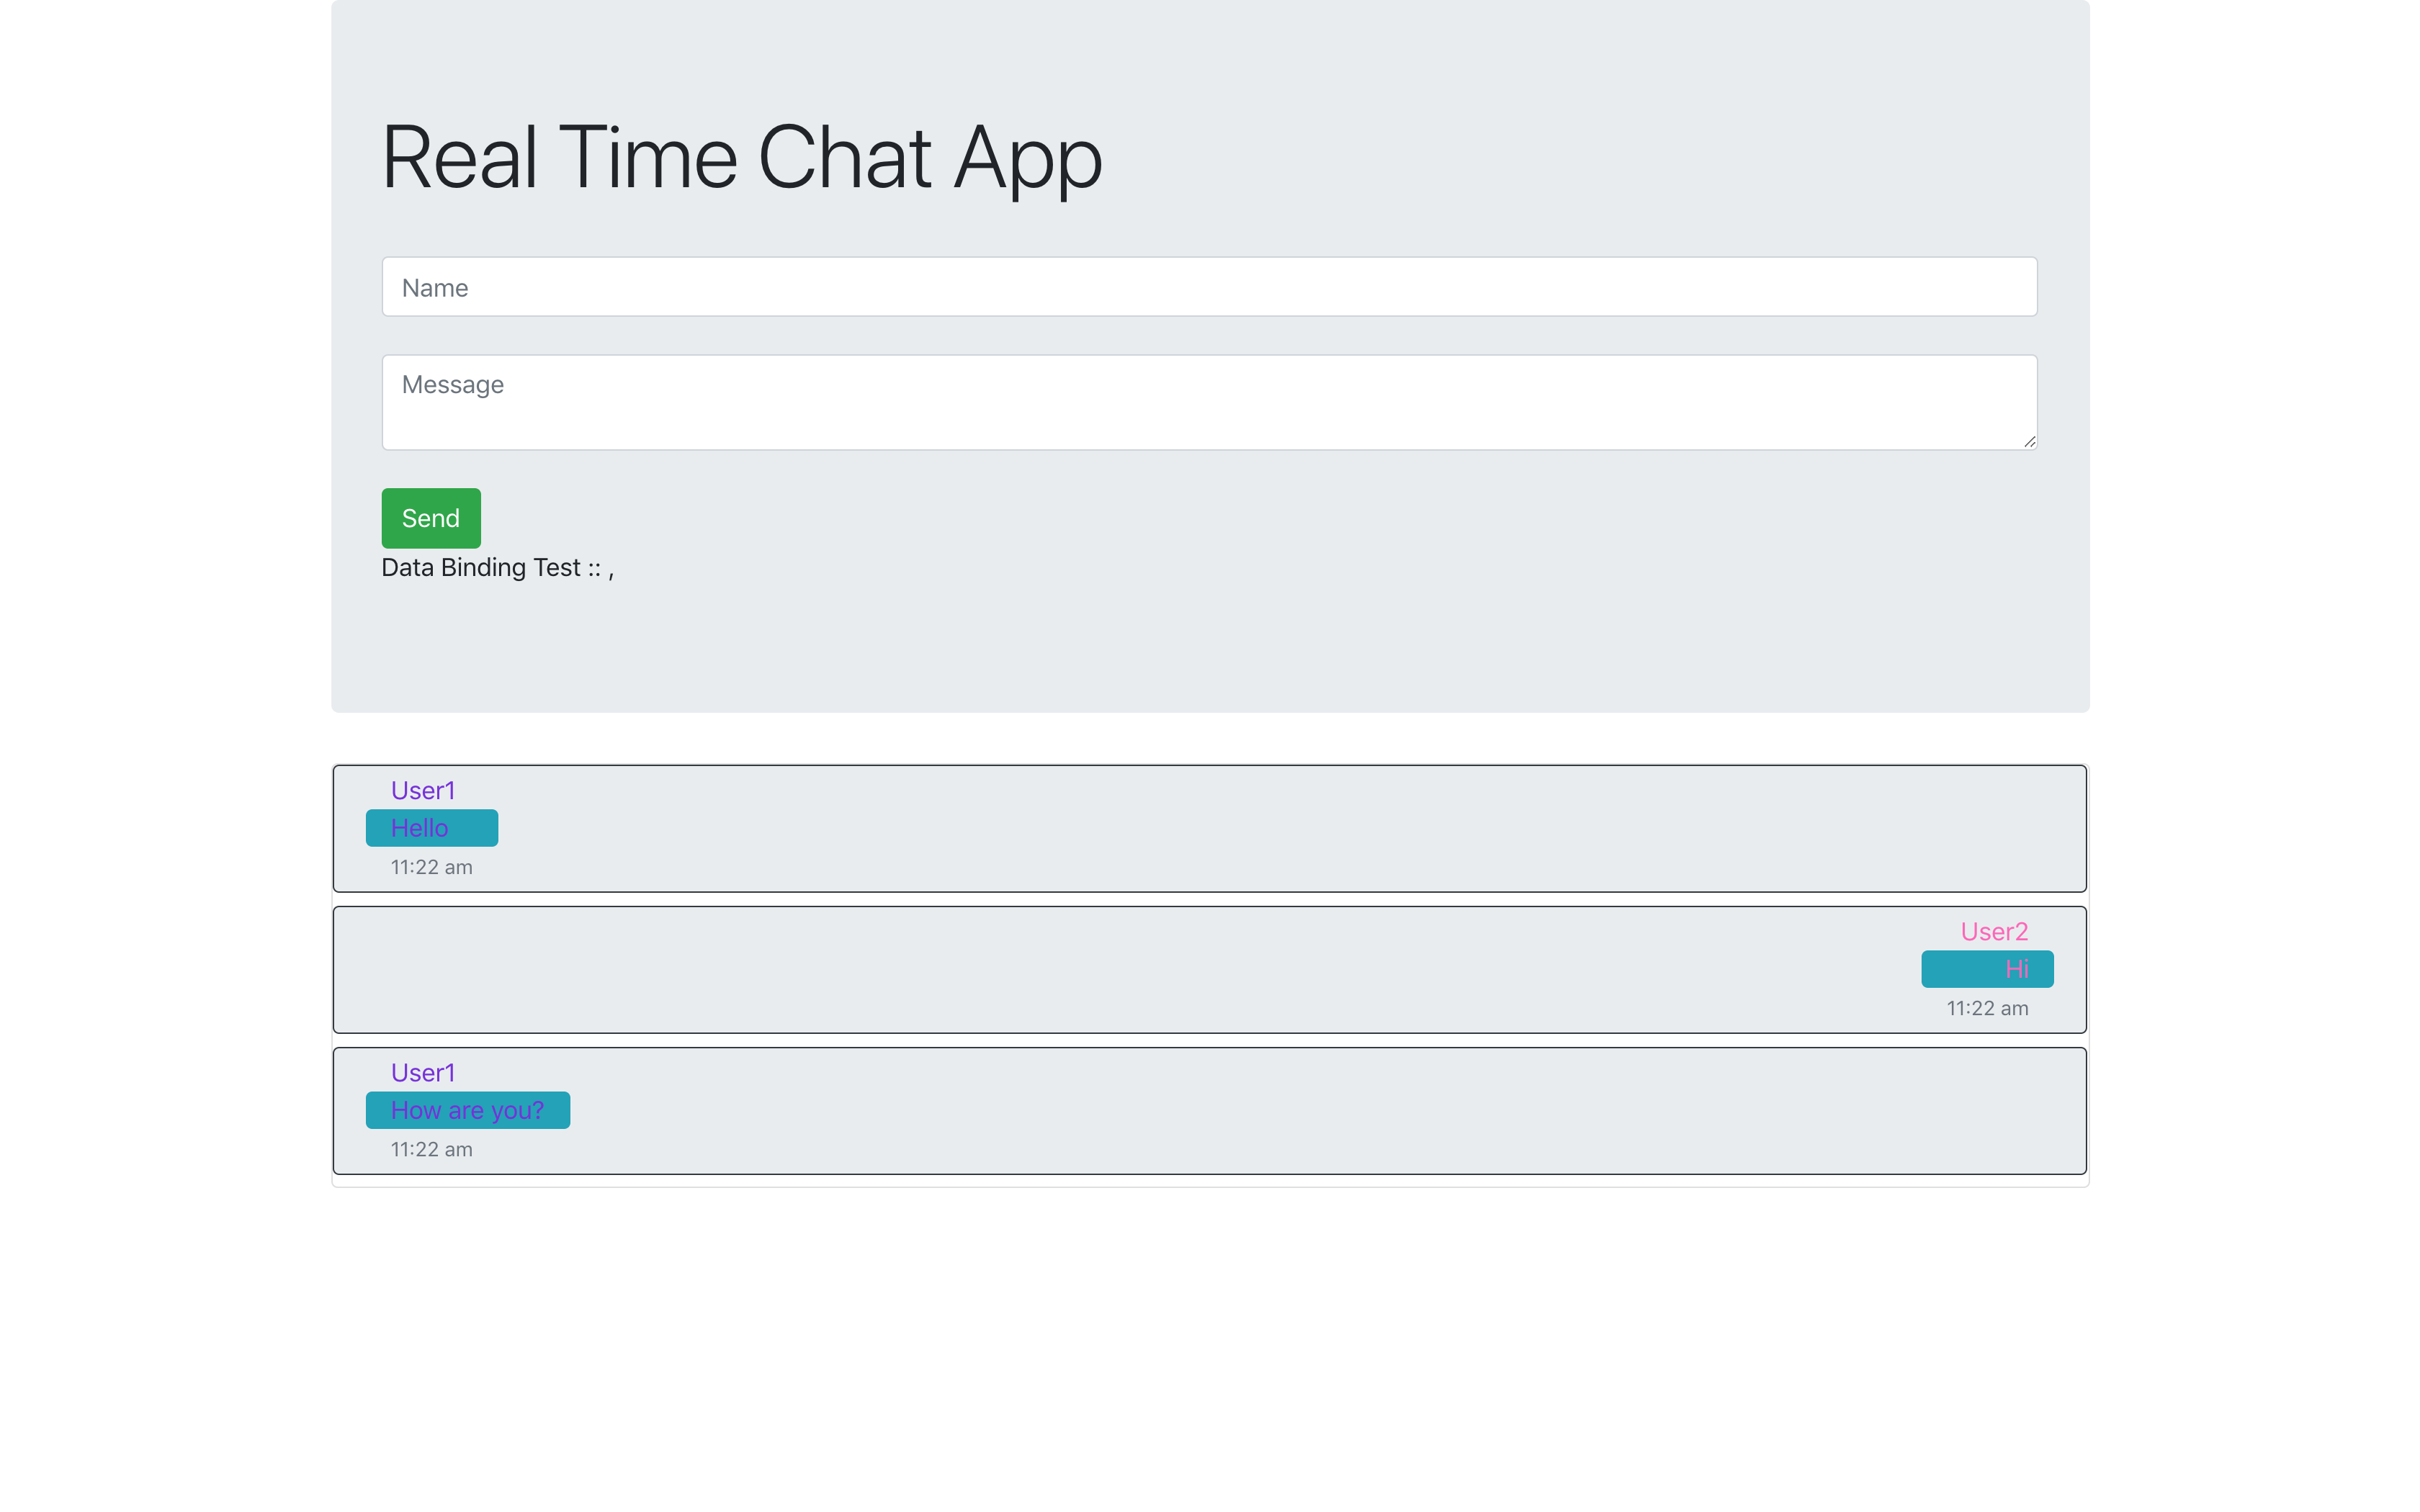 Real Time Chat App
Name
Message
Send
Data Binding Test :: ,
User1
Hello
11:22 am
User2
Hi
11:22 am
User1
How are you?
11:22 am